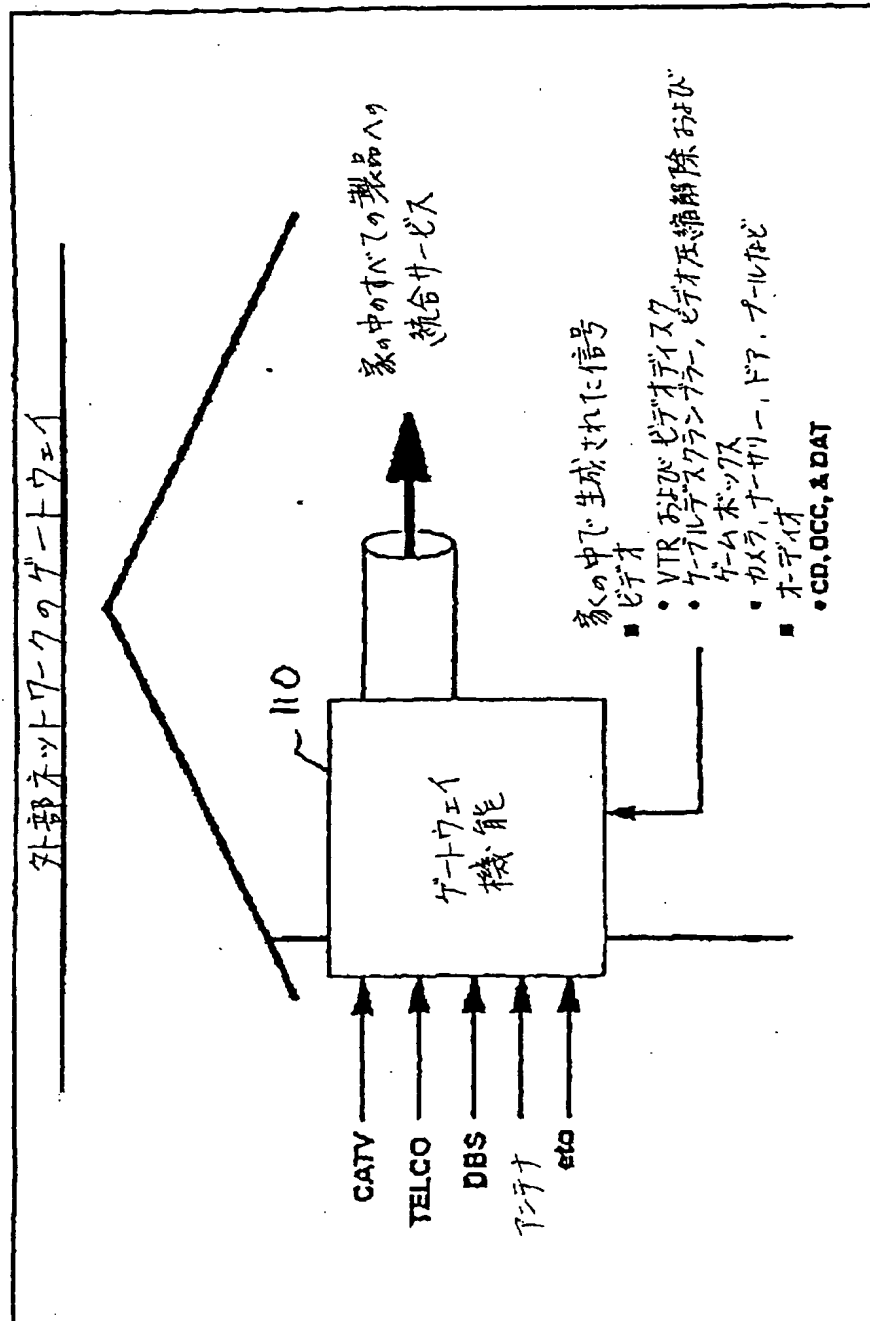 外部ネットワークのゲートウェイ
110
家の中のすべての製品への
統合サービス
ゲートウェイ
機能
CATV
TELCO
DBS
アンテナ
etc
家の中で生成された信号
■ ビデオ
• VTR および ビデオディスク
• ケーブルデスクランブラー, ビデオ圧縮解除および
ゲームボックス
• カメラ, ナーサリー, ドア, プールなど
■ オーディオ
• CD, DCC, & DAT